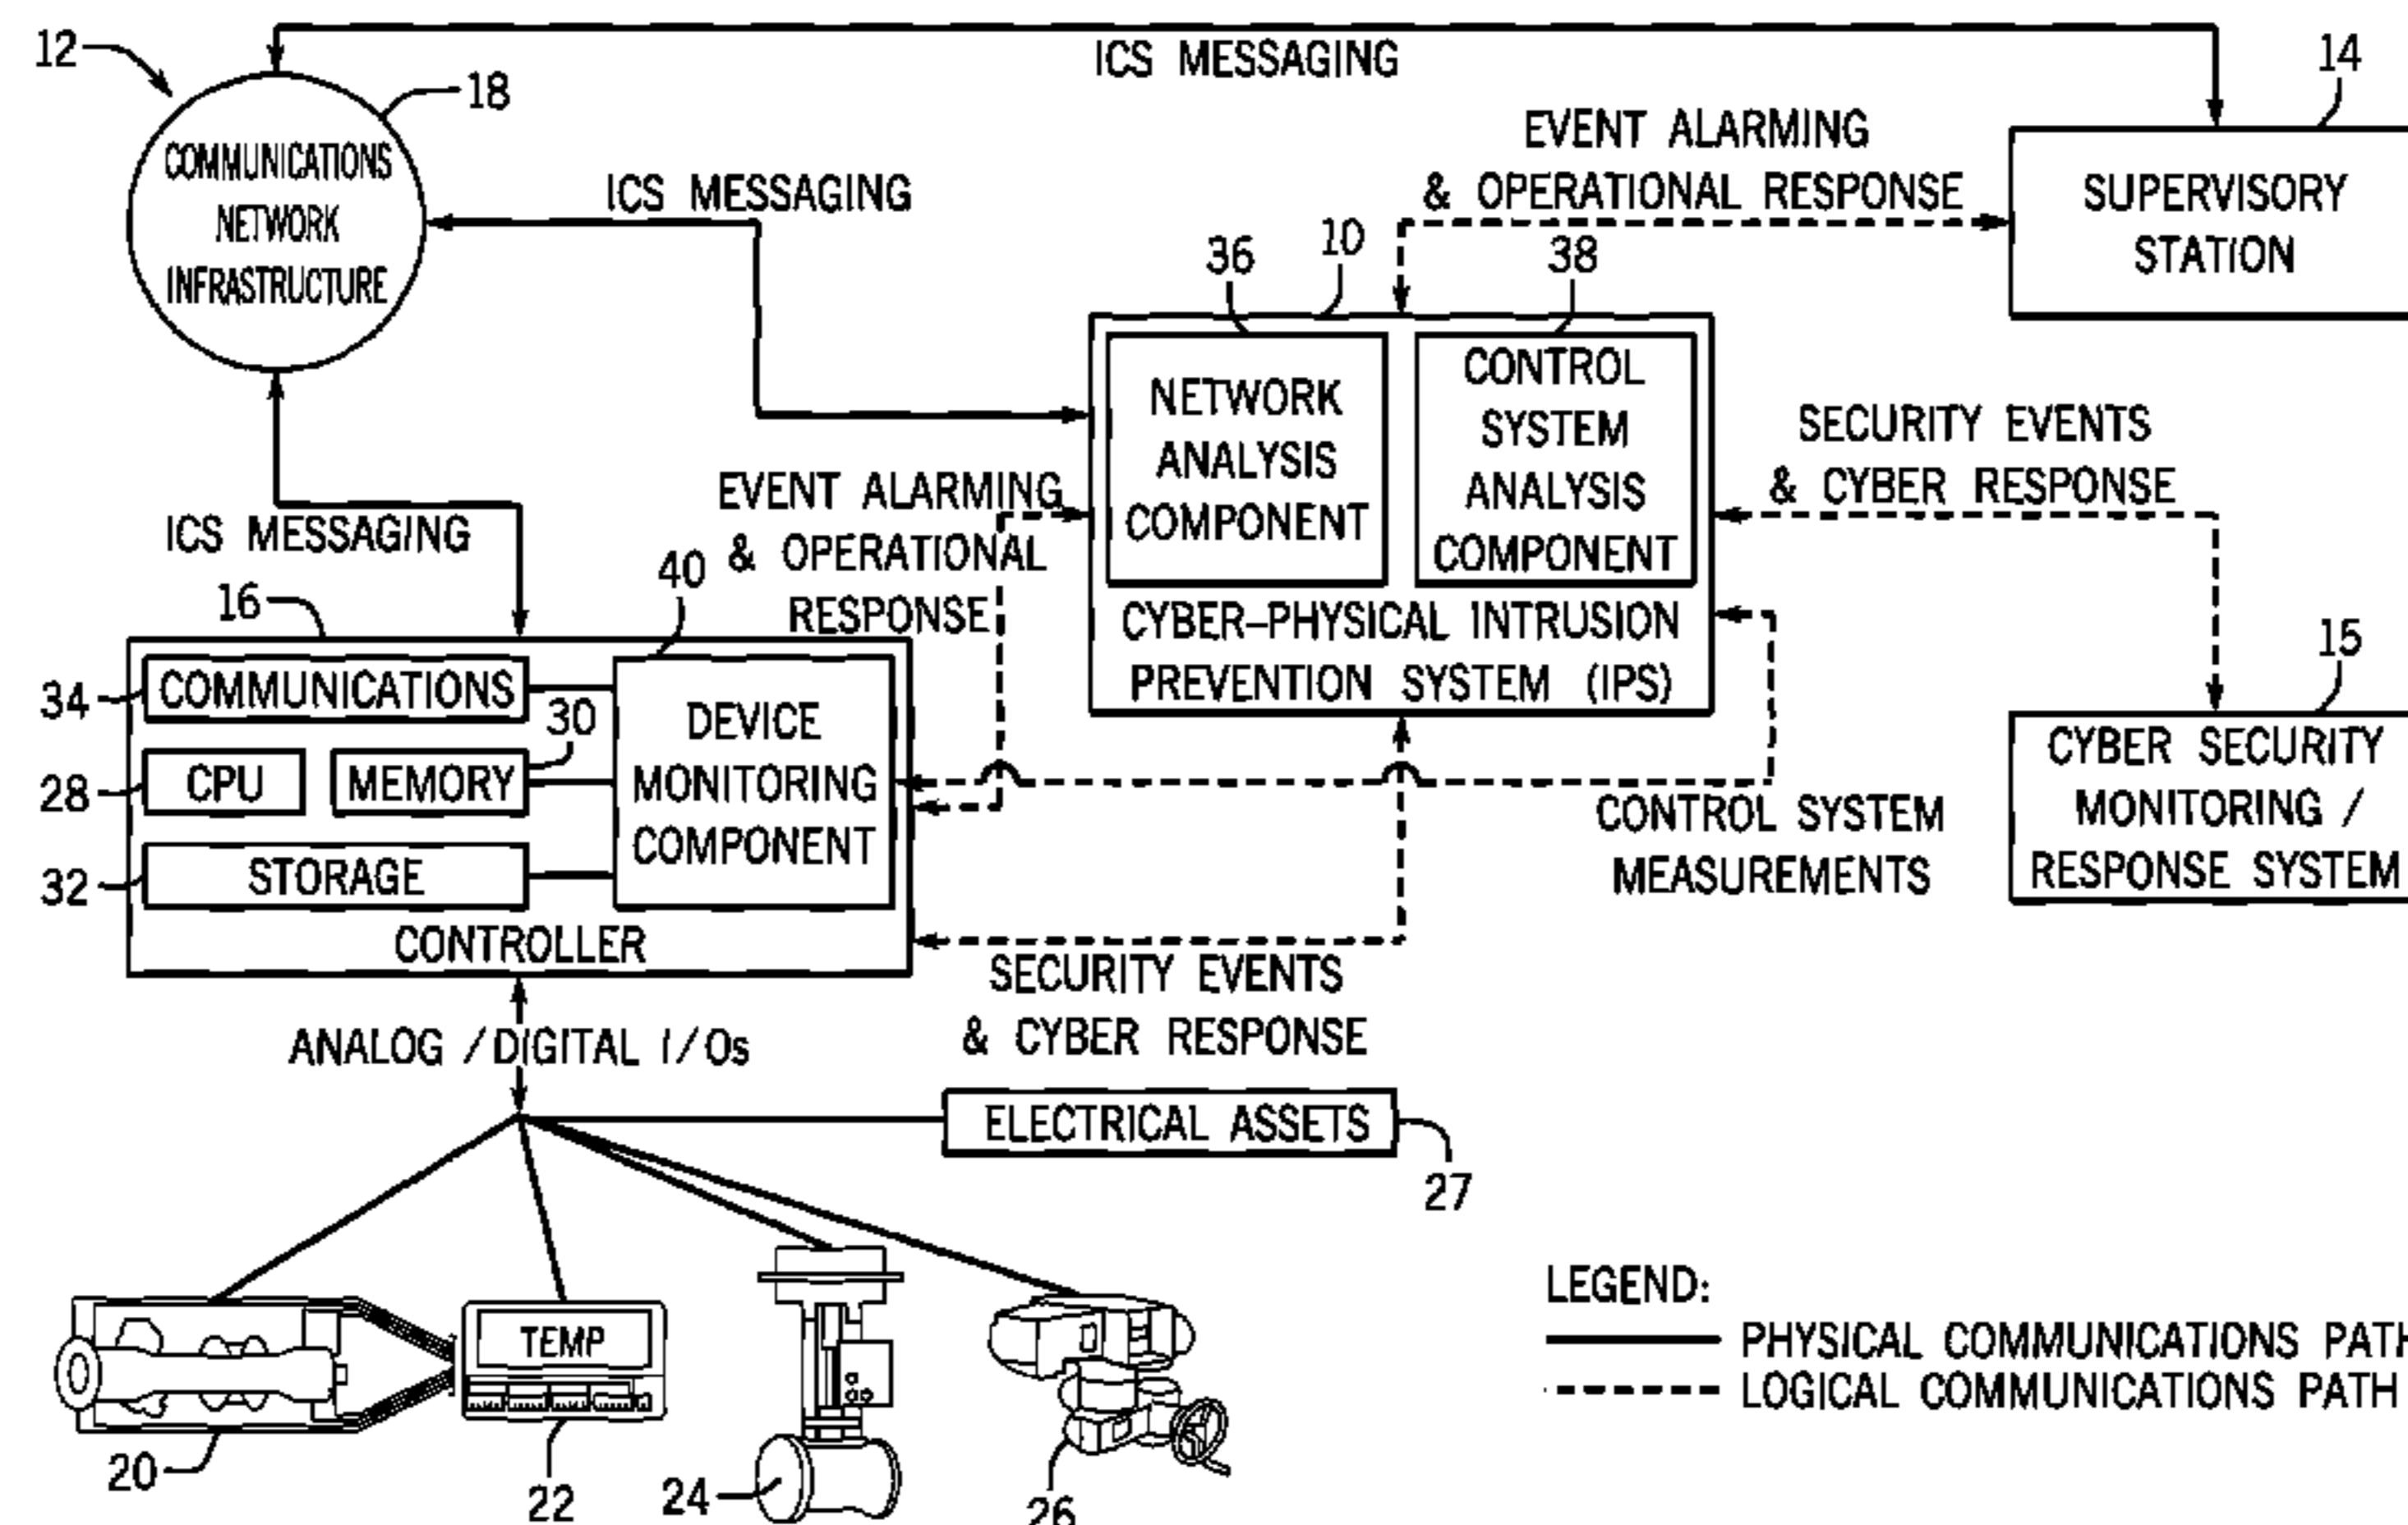 12
18
COMMUNICATIONS
NETWORK
INFRASTRUCTURE
ICS MESSAGING
ICS MESSAGING
ICS MESSAGING
14
SUPERVISORY
STATION
EVENT ALARMING
& OPERATIONAL RESPONSE
36
10
38
NETWORK
ANALYSIS
COMPONENT
CONTROL
SYSTEM
ANALYSIS
COMPONENT
CYBER-PHYSICAL INTRUSION
PREVENTION SYSTEM (IPS)
SECURITY EVENTS
& CYBER RESPONSE
15
CYBER SECURITY
MONITORING /
RESPONSE SYSTEM
EVENT ALARMING
& OPERATIONAL
RESPONSE
16
40
34
COMMUNICATIONS
30
28
CPU
MEMORY
32
STORAGE
DEVICE
MONITORING
COMPONENT
CONTROLLER
CONTROL SYSTEM
MEASUREMENTS
SECURITY EVENTS
& CYBER RESPONSE
ANALOG / DIGITAL I/Os
ELECTRICAL ASSETS
27
TEMP
20
22
24
26
LEGEND:
PHYSICAL COMMUNICATIONS PATH
LOGICAL COMMUNICATIONS PATH